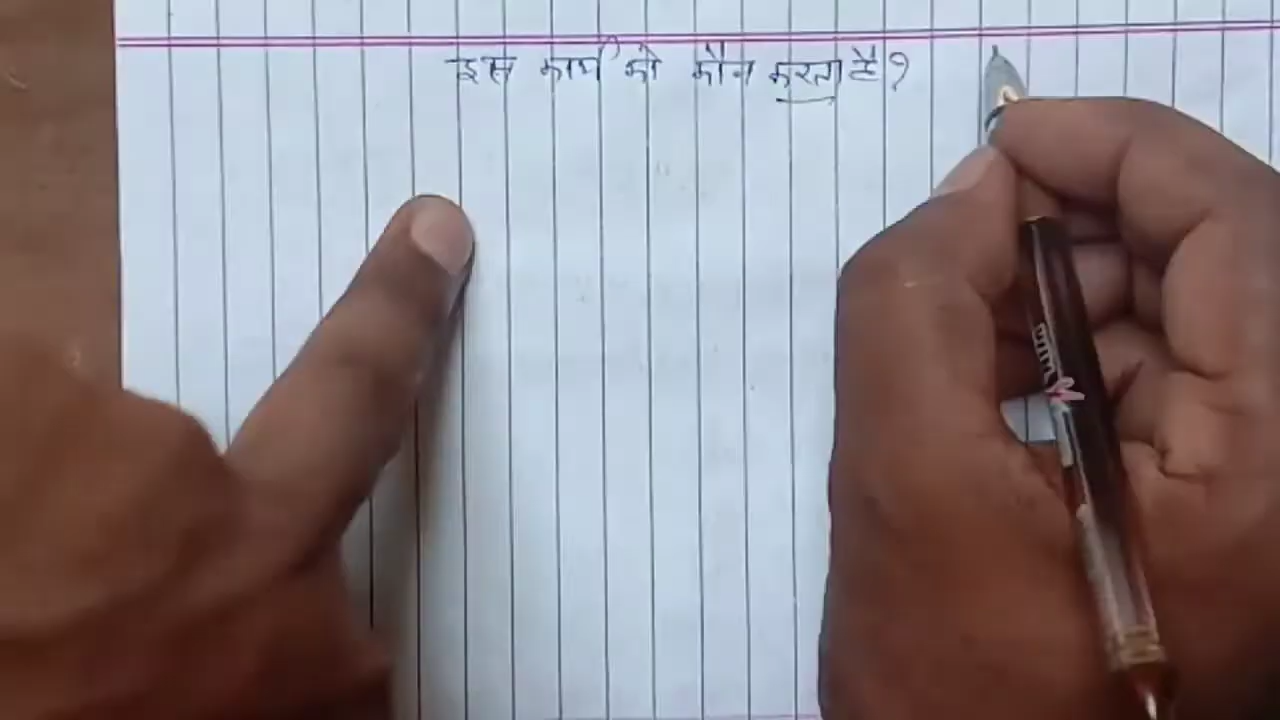 इस कार्य को कौन करता है?